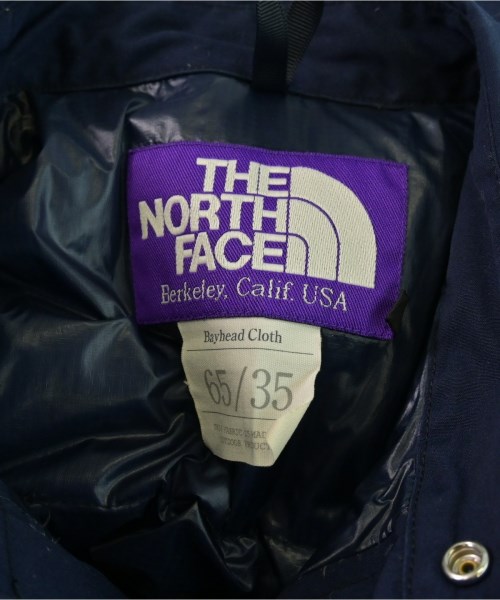 THE
NORTH
FACE
Berkeley, Calif. USA
Bayhead Cloth
65/35